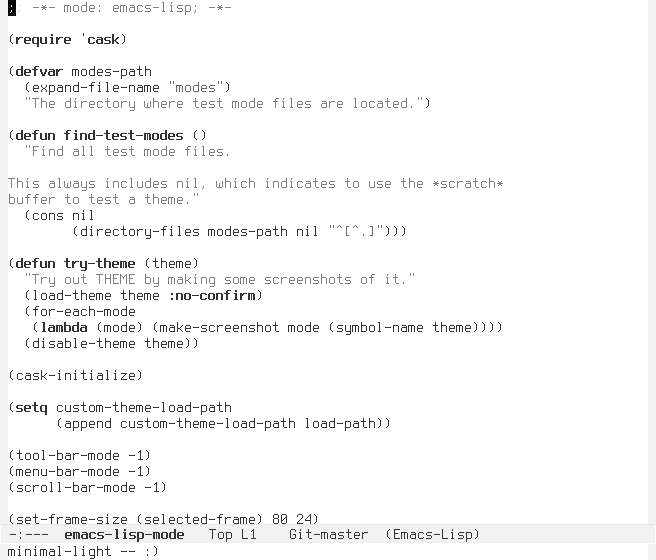 ; -*- mode: emacs-lisp; -*-

(require 'cask)

(defvar modes-path
  (expand-file-name "modes")
  "The directory where test mode files are located.")

(defun find-test-modes ()
  "Find all test mode files.

This always includes nil, which indicates to use the *scratch*
buffer to test a theme."
  (cons nil
        (directory-files modes-path nil "^[^.]")))

(defun try-theme (theme)
  "Try out THEME by making some screenshots of it."
  (load-theme theme :no-confirm)
  (for-each-mode
   (lambda (mode) (make-screenshot mode (symbol-name theme))))
  (disable-theme theme))

(cask-initialize)

(setq custom-theme-load-path
      (append custom-theme-load-path load-path))

(tool-bar-mode -1)
(menu-bar-mode -1)
(scroll-bar-mode -1)

(set-frame-size (selected-frame) 80 24)
-:---  emacs-lisp-mode   Top L1    Git-master  (Emacs-Lisp)
minimal-light -- :)